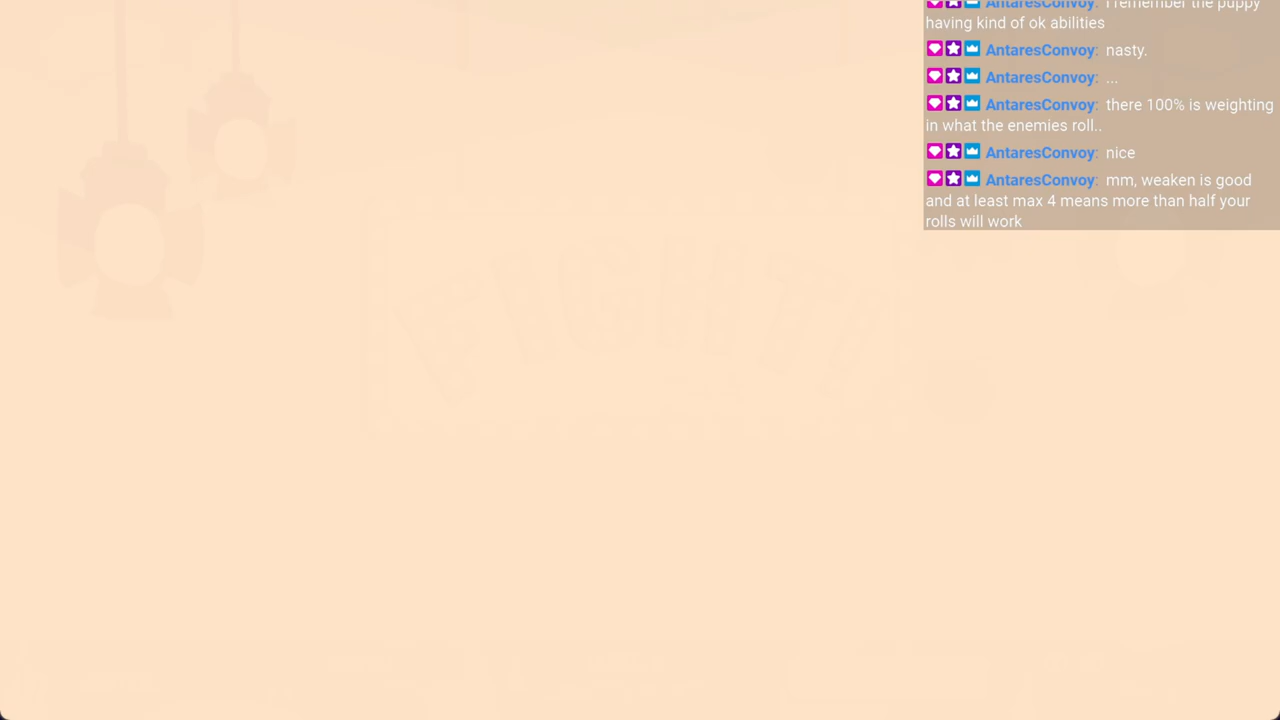 AntaresConvoy: I remember the puppy
having kind of ok abilities
AntaresConvoy: nasty.
AntaresConvoy: ...
AntaresConvoy: there 100% is weighting
in what the enemies roll..
AntaresConvoy: nice
AntaresConvoy: mm, weaken is good
and at least max 4 means more than half your
rolls will work
FIGHT!